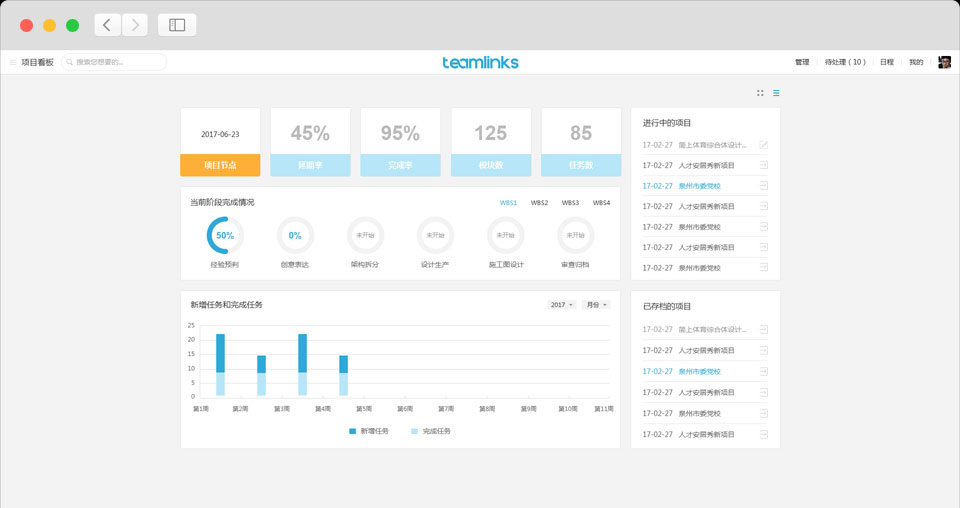 项目看板
搜索您想要的...
teamlinks
管理
待处理(10)
日程
我的
2017-06-23
项目节点
45%
延期率
95%
完成率
125
模块数
85
任务数
当前阶段完成情况
WBS1 WBS2 WBS3 WBS4
50%
经验预判
0%
创意表达
未开始
架构拆分
未开始
设计生产
未开始
施工图设计
未开始
审查归档
新增任务和完成任务
2017
月份
25
20
15
10
5
0
第1周 第2周 第3周 第4周 第5周 第6周 第7周 第8周 第9周 第10周 第11周
新增任务 完成任务
进行中的项目
17-02-27 简上体育综合体设计...
17-02-27 人才安居秀新项目
17-02-27 泉州市委党校
17-02-27 人才安居秀新项目
17-02-27 泉州市委党校
17-02-27 人才安居秀新项目
17-02-27 泉州市委党校
已存档的项目
17-02-27 简上体育综合体设计...
17-02-27 人才安居秀新项目
17-02-27 泉州市委党校
17-02-27 人才安居秀新项目
17-02-27 泉州市委党校
17-02-27 人才安居秀新项目